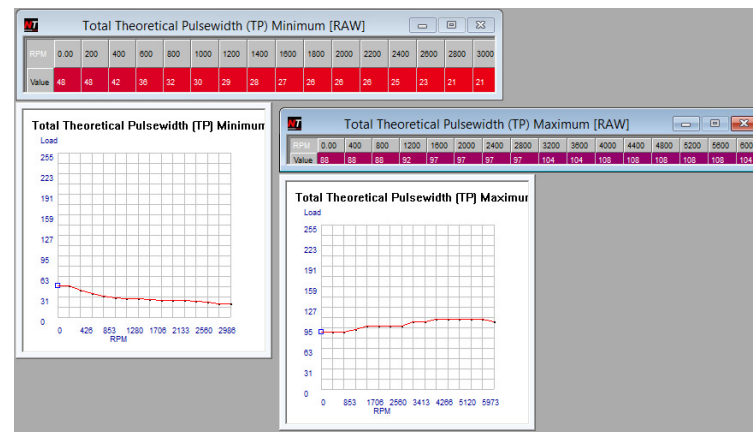 NT Total Theoretical Pulsewidth (TP) Minimum [RAW]
RPM 0.00 200 400 600 800 1000 1200 1400 1600 1800 2000 2200 2400 2600 2800 3000
Value 48 48 42 36 32 30 29 28 27 26 26 26 25 23 21 21
Total Theoretical Pulsewidth (TP) Minimum
Load
255
223
191
159
127
95
63
31
0
0 426 853 1280 1706 2133 2560 2986
RPM
NT Total Theoretical Pulsewidth (TP) Maximum [RAW]
RPM 0.00 400 800 1200 1600 2000 2400 2800 3200 3600 4000 4400 4800 5200 5600 600
Value 88 88 88 92 97 97 97 97 104 104 108 108 108 108 108 104
Total Theoretical Pulsewidth (TP) Maximur
Load
255
223
191
159
127
95
63
31
0
0 853 1706 2560 3413 4266 5120 5973
RPM